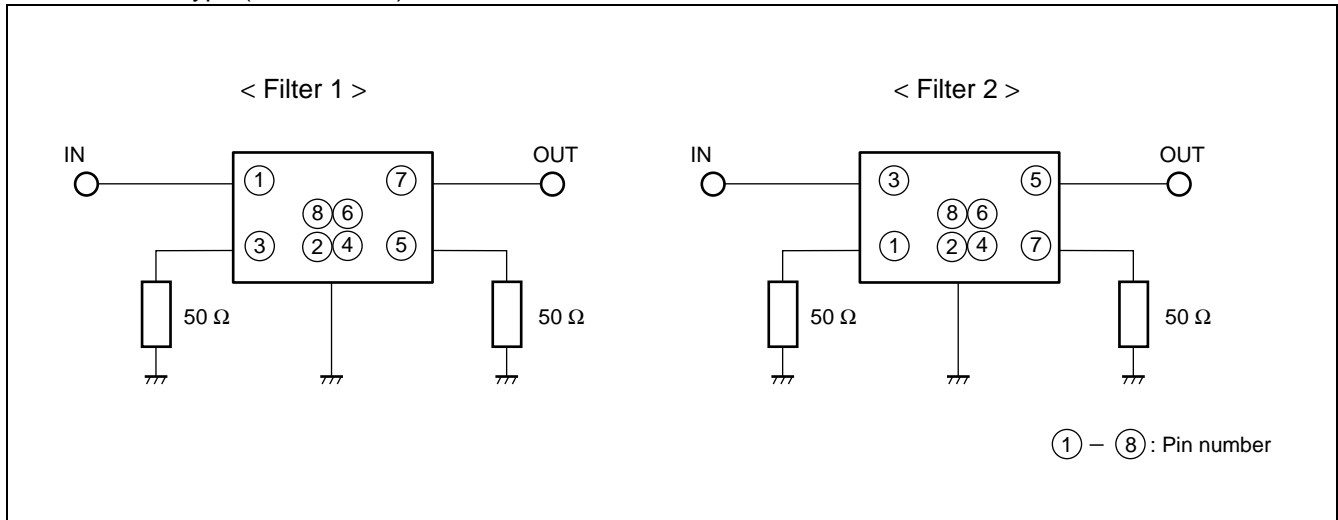 < Filter 1 >
< Filter 2 >
IN
OUT
IN
OUT
1
7
3
5
8 6
8 6
3
2 4
5
1
2 4
7
50 Ω
50 Ω
50 Ω
50 Ω
1 – 8 : Pin number